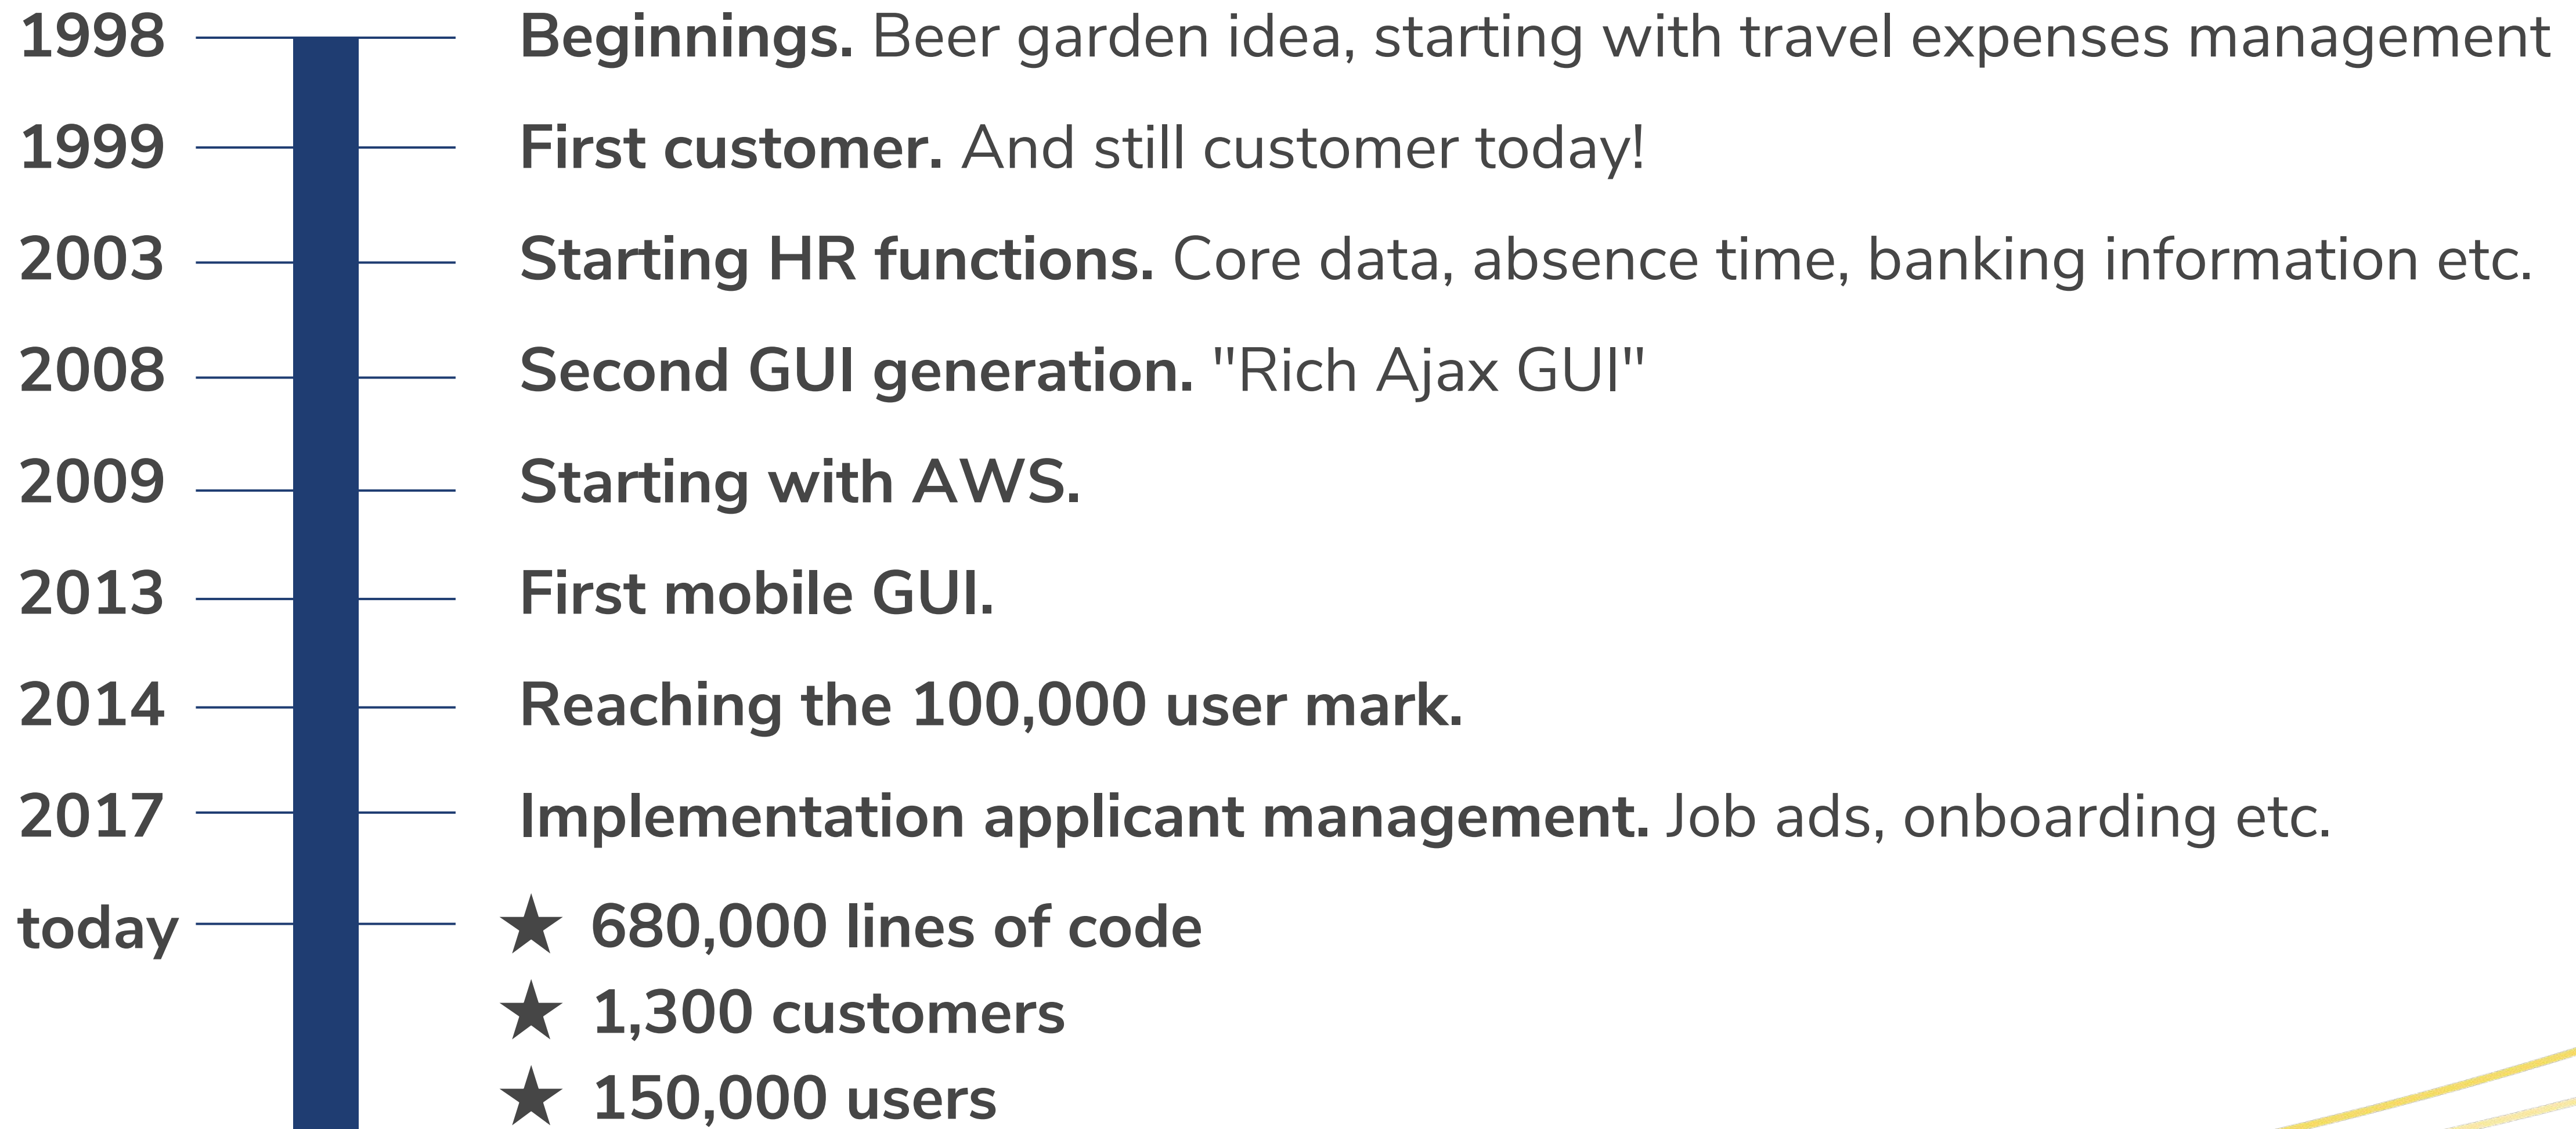 1998 Beginnings. Beer garden idea, starting with travel expenses management
1999 First customer. And still customer today!
2003 Starting HR functions. Core data, absence time, banking information etc.
2008 Second GUI generation. "Rich Ajax GUI"
2009 Starting with AWS.
2013 First mobile GUI.
2014 Reaching the 100,000 user mark.
2017 Implementation applicant management. Job ads, onboarding etc.
today ★ 680,000 lines of code
★ 1,300 customers
★ 150,000 users